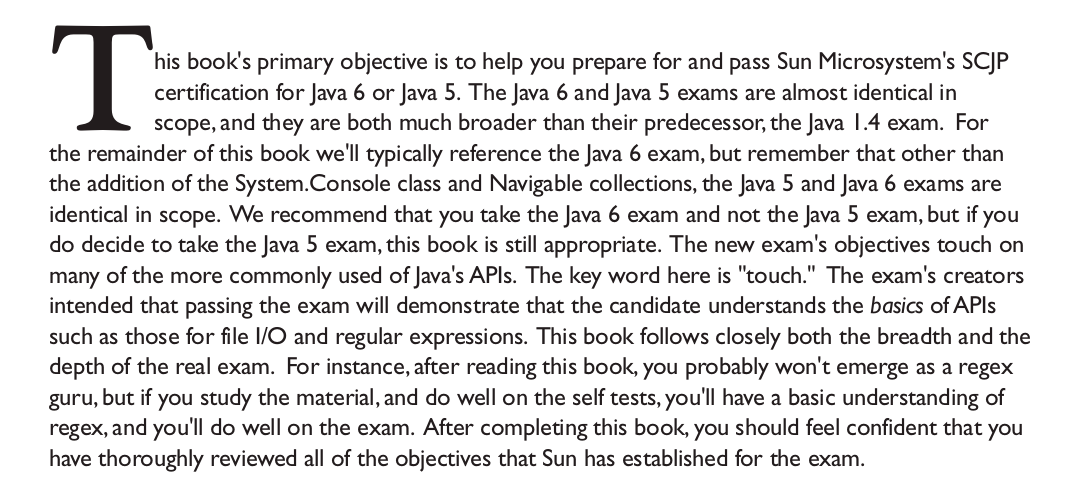 This book's primary objective is to help you prepare for and pass Sun Microsystem's SCJP
certification for Java 6 or Java 5. The Java 6 and Java 5 exams are almost identical in
scope, and they are both much broader than their predecessor, the Java 1.4 exam. For
the remainder of this book we'll typically reference the Java 6 exam, but remember that other than
the addition of the System.Console class and Navigable collections, the Java 5 and Java 6 exams are
identical in scope. We recommend that you take the Java 6 exam and not the Java 5 exam, but if you
do decide to take the Java 5 exam, this book is still appropriate. The new exam's objectives touch on
many of the more commonly used of Java's APIs. The key word here is "touch." The exam's creators
intended that passing the exam will demonstrate that the candidate understands the basics of APIs
such as those for file I/O and regular expressions. This book follows closely both the breadth and the
depth of the real exam. For instance, after reading this book, you probably won't emerge as a regex
guru, but if you study the material, and do well on the self tests, you'll have a basic understanding of
regex, and you'll do well on the exam. After completing this book, you should feel confident that you
have thoroughly reviewed all of the objectives that Sun has established for the exam.